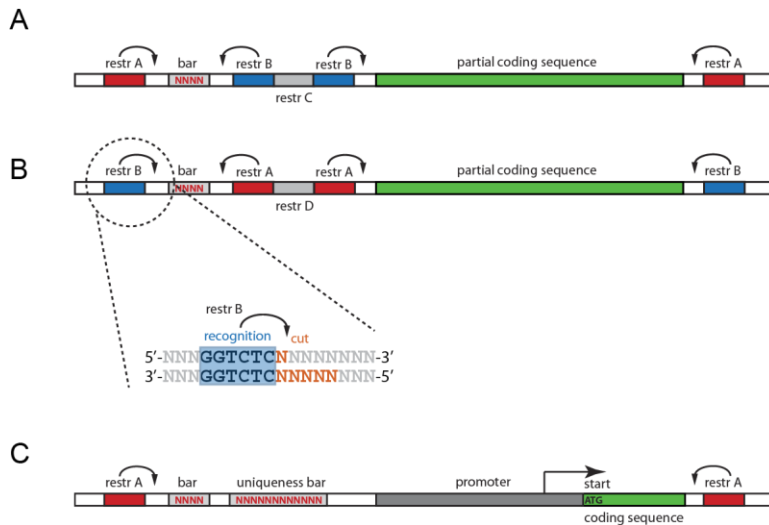 A
restr A bar restr B restr B partial coding sequence restr A
NNNN
restr C
B
restr B bar restr A restr A partial coding sequence restr B
NNNN
restr D
restr B
recognition cut
5'-NNNGGTCTCNNNNNNNN-3'
3'-NNNGGTCTCNNNNNNNN-5'
C
restr A bar uniqueness bar promoter start restr A
NNNN NNNNNNNNNNNN ATG
coding sequence